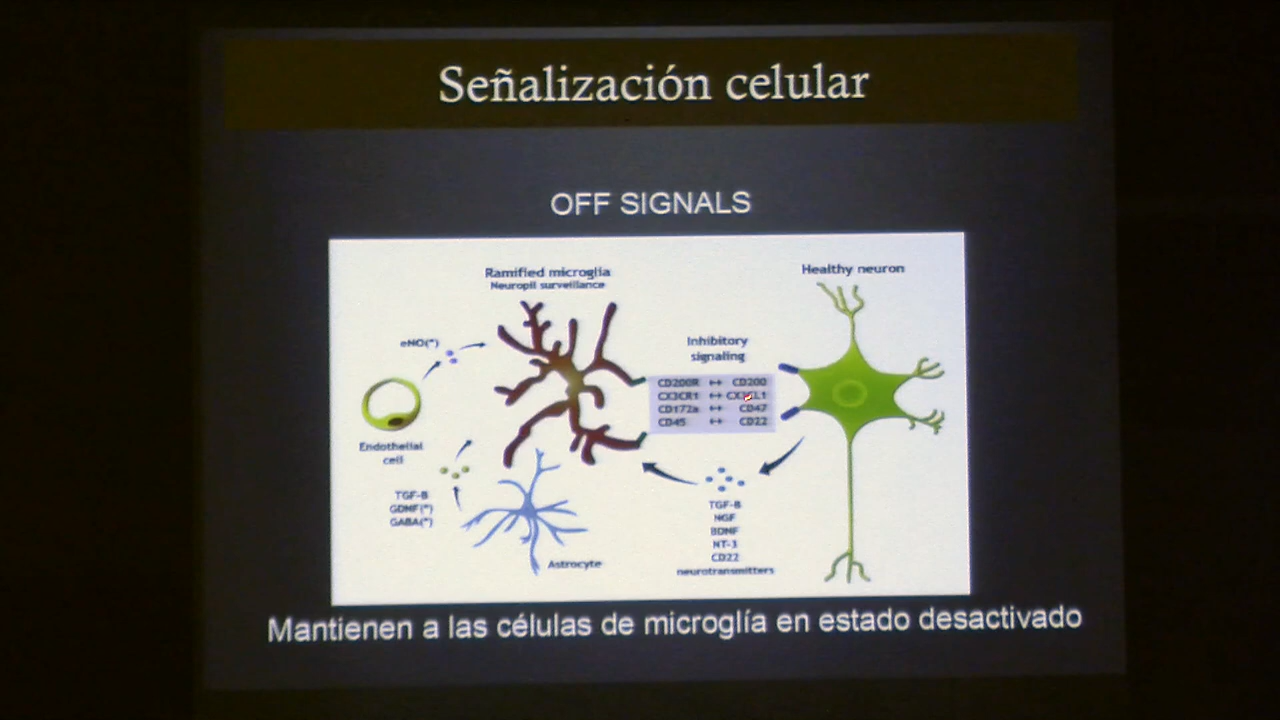 Señalización celular
OFF SIGNALS
Ramified microglia
Neuropil surveillance
Healthy neuron
eNO(*)
Inhibitory
signaling
CD200R ↔ CD200
CX3CR1 ↔ CX3CL1
CD172a ↔ CD47
CD45 ↔ CD22
Endothelial
cell
TGF-B
GDNF(*)
GABA(*)
Astrocyte
TGF-B
NGF
BDNF
NT-3
CD22
neurotransmitters
Mantienen a las células de microglía en estado desactivado